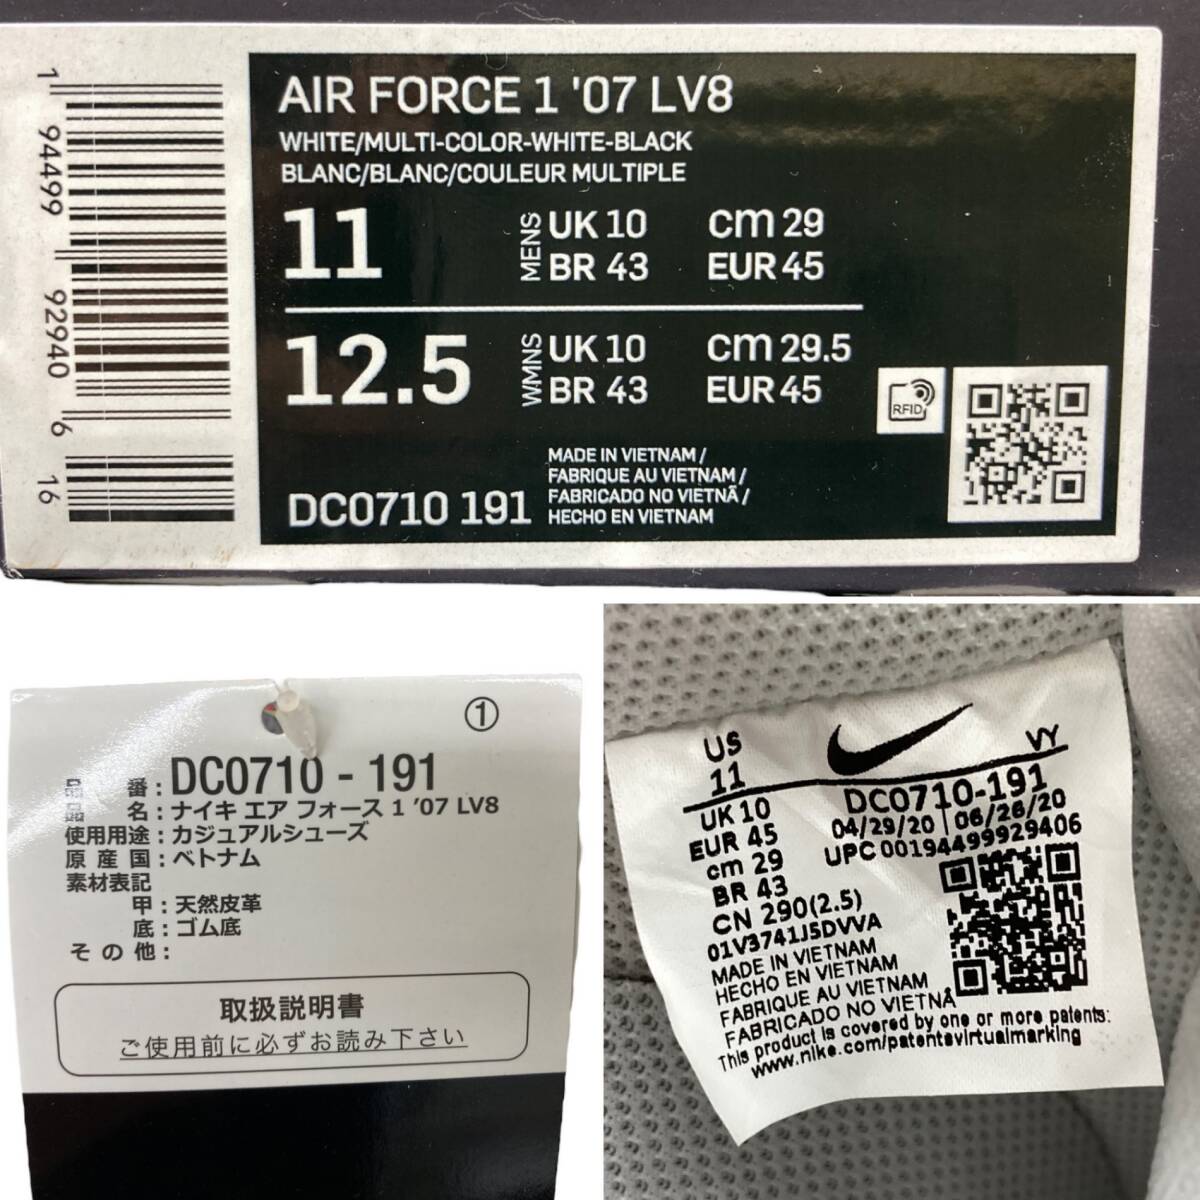 1 94499 92940 6 16
AIR FORCE 1 '07 LV8
WHITE/MULTI-COLOR-WHITE-BLACK
BLANC/BLANC/COULEUR MULTIPLE
11 MENS UK 10 cm 29
BR 43 EUR 45
12.5 WMNS UK 10 cm 29.5
BR 43 EUR 45
RFID
DC0710 191
MADE IN VIETNAM /
FABRIQUE AU VIETNAM /
FABRICADO NO VIETNÃ /
HECHO EN VIETNAM
①
品番:DC0710 - 191
品名:ナイキ エア フォース 1 '07 LV8
使用用途:カジュアルシューズ
原産国:ベトナム
素材表記
甲:天然皮革
底:ゴム底
その他:
取扱説明書
ご使用前に必ずお読み下さい
US VY
11 DC0710-191
UK 10 04/29/20 | 06/26/20
EUR 45 UPC 00194499929406
cm 29
BR 43
CN 290(2.5)
01V3741J5DVVA
MADE IN VIETNAM
HECHO EN VIETNAM
FABRIQUE AU VIETNAM
FABRICADO NO VIETNÃ
This product is covered by one or more patents:
www.nike.com/patentsvirtualmarking